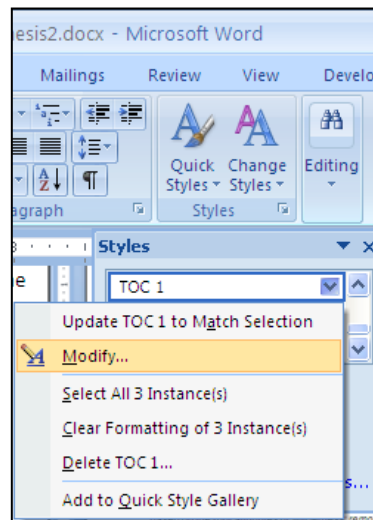 esis2.docx - Microsoft Word
Mailings Review View Develo
Quick Styles Change Styles Editing
agraph Styles
Styles
TOC 1
Update TOC 1 to Match Selection
Modify...
Select All 3 Instance(s)
Clear Formatting of 3 Instance(s)
Delete TOC 1...
Add to Quick Style Gallery
s...